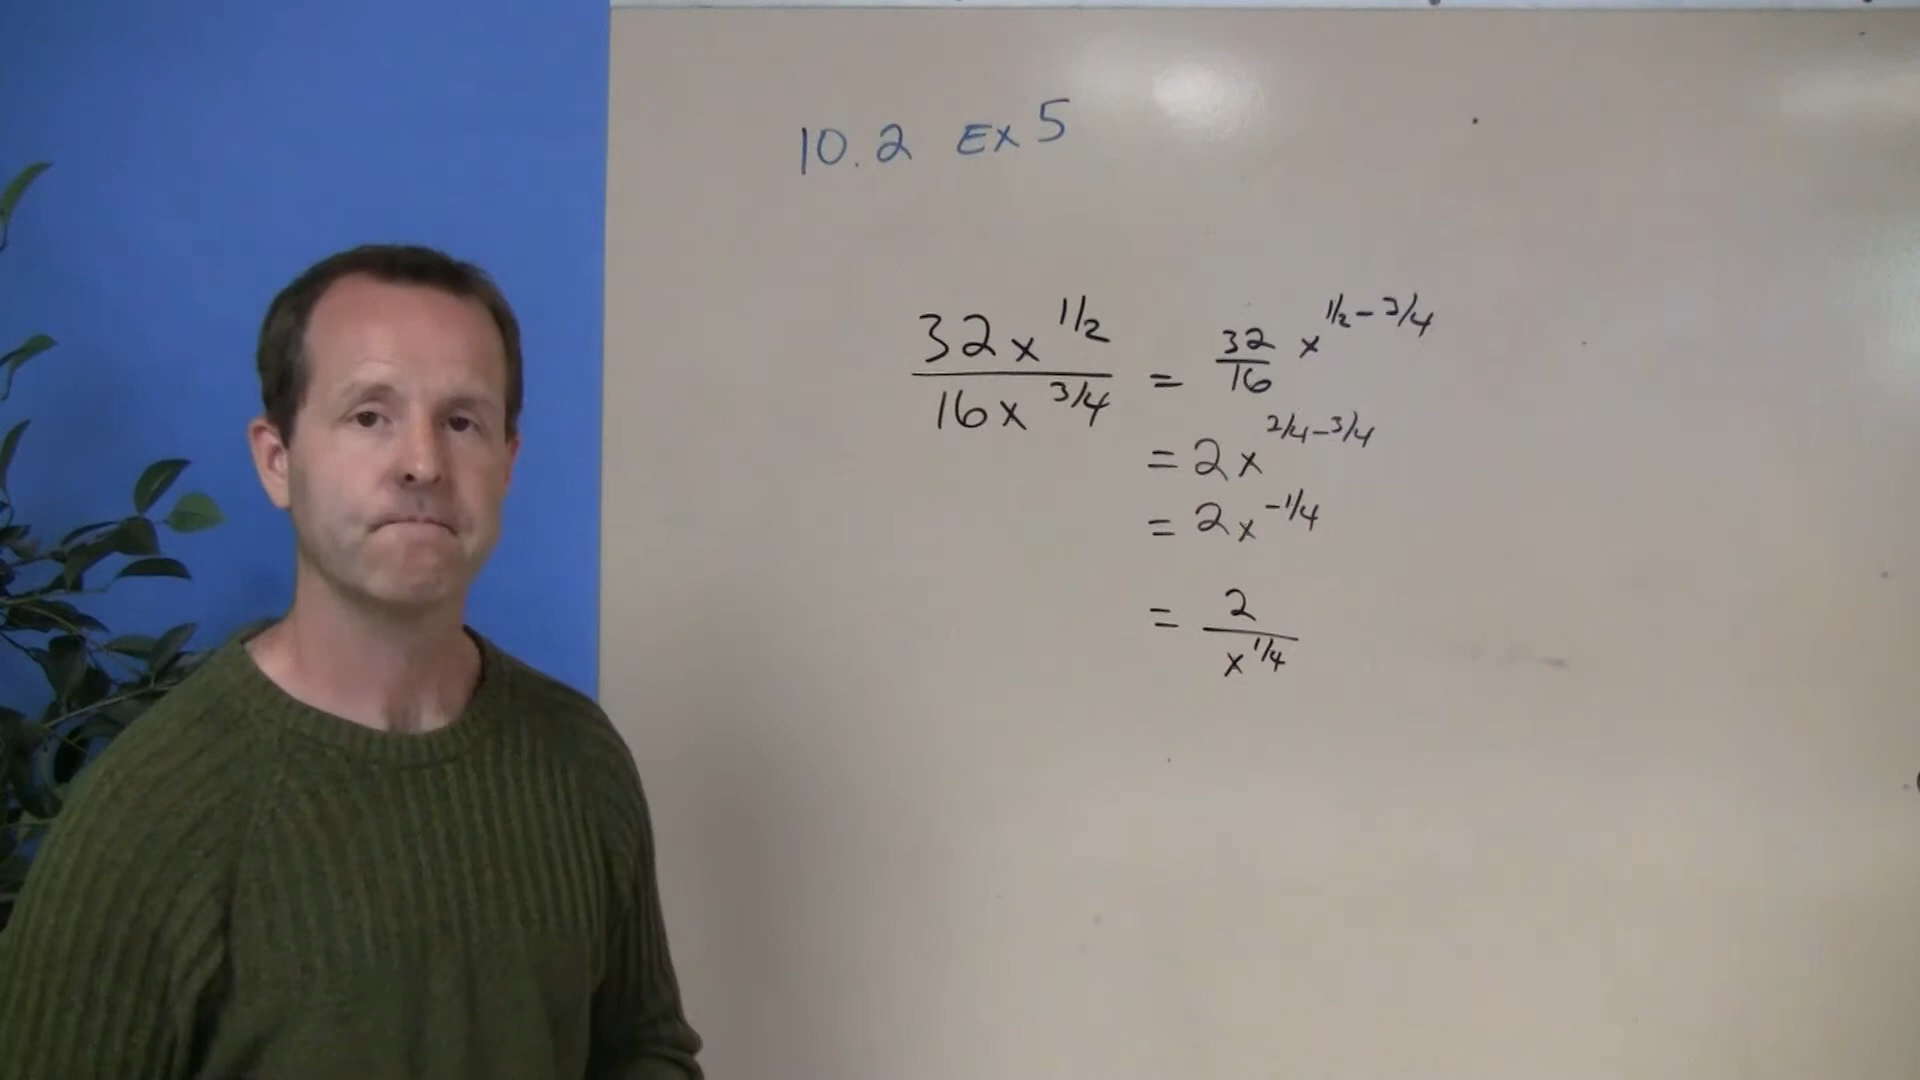 10.2 Ex 5
32x^1/2 / 16x^3/4 = 32/16 x^1/2-3/4
= 2x^2/4-3/4
= 2x^-1/4
= 2/x^1/4